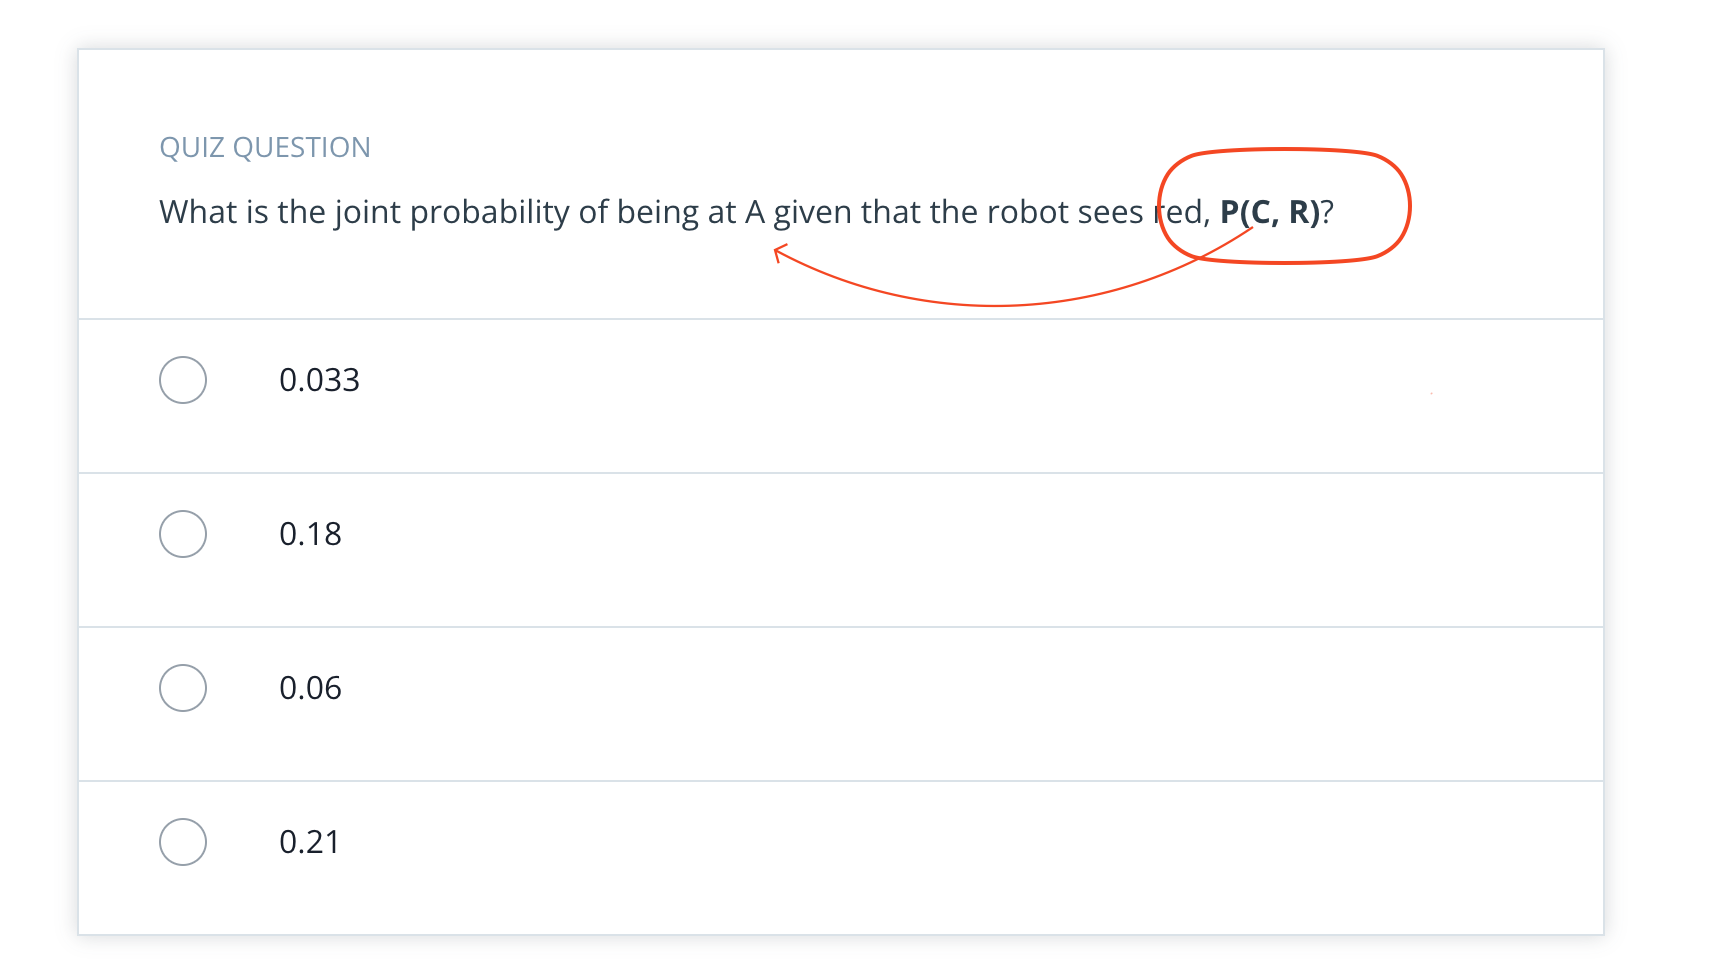 QUIZ QUESTION
What is the joint probability of being at A given that the robot sees red, P(C, R)?
0.033
0.18
0.06
0.21